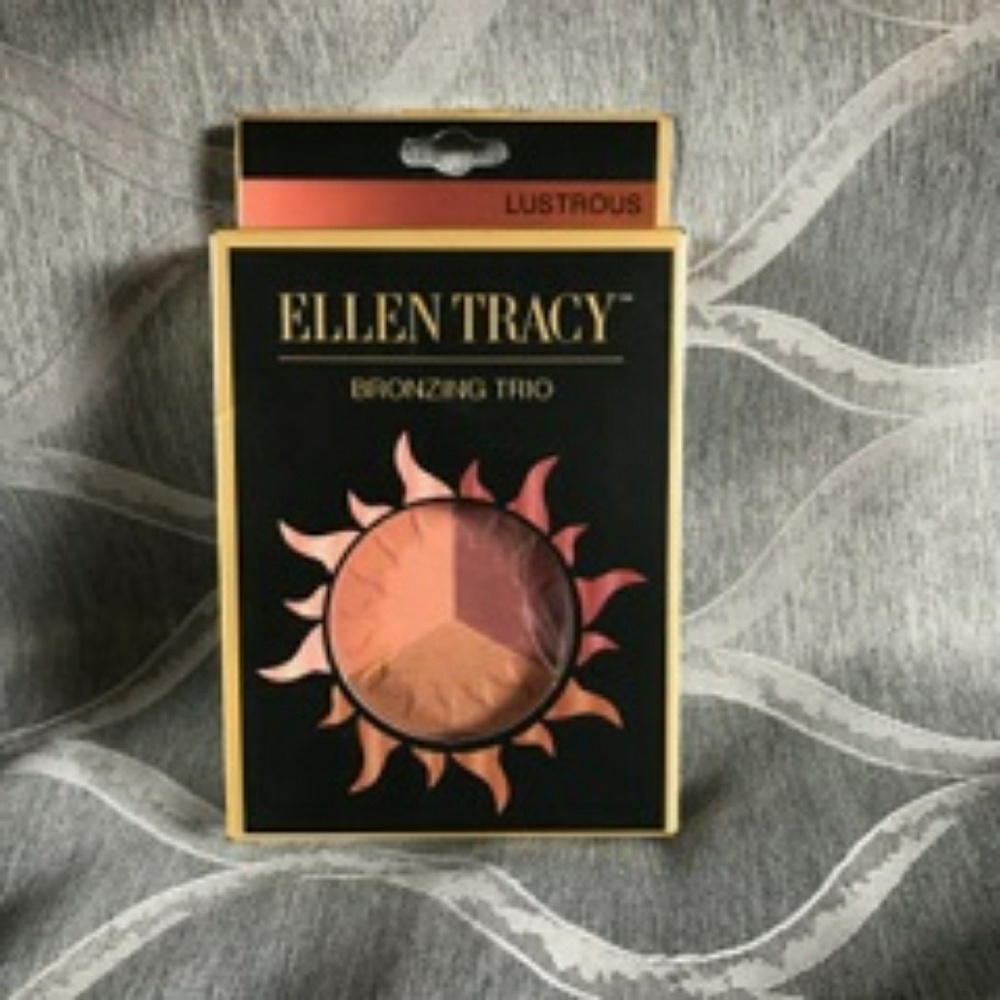 LUSTROUS
ELLEN TRACY™
BRONZING TRIO